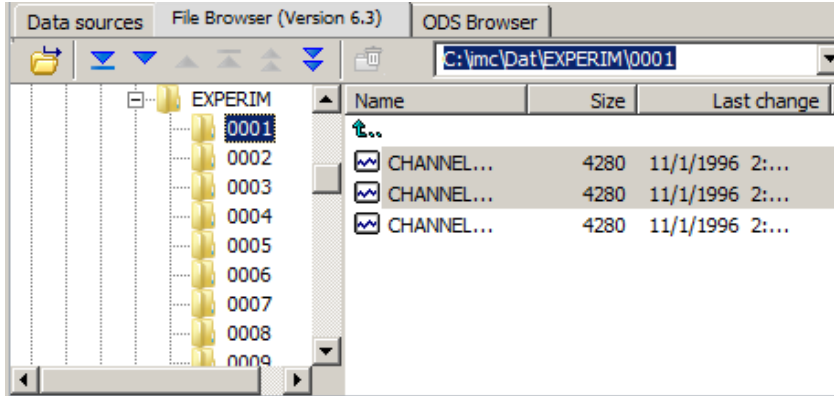 Data sources File Browser (Version 6.3) ODS Browser
C:\imc\Dat\EXPERIM\0001
EXPERIM
0001
0002
0003
0004
0005
0006
0007
0008
0009
Name Size Last change
..
CHANNEL... 4280 11/1/1996 2:...
CHANNEL... 4280 11/1/1996 2:...
CHANNEL... 4280 11/1/1996 2:...